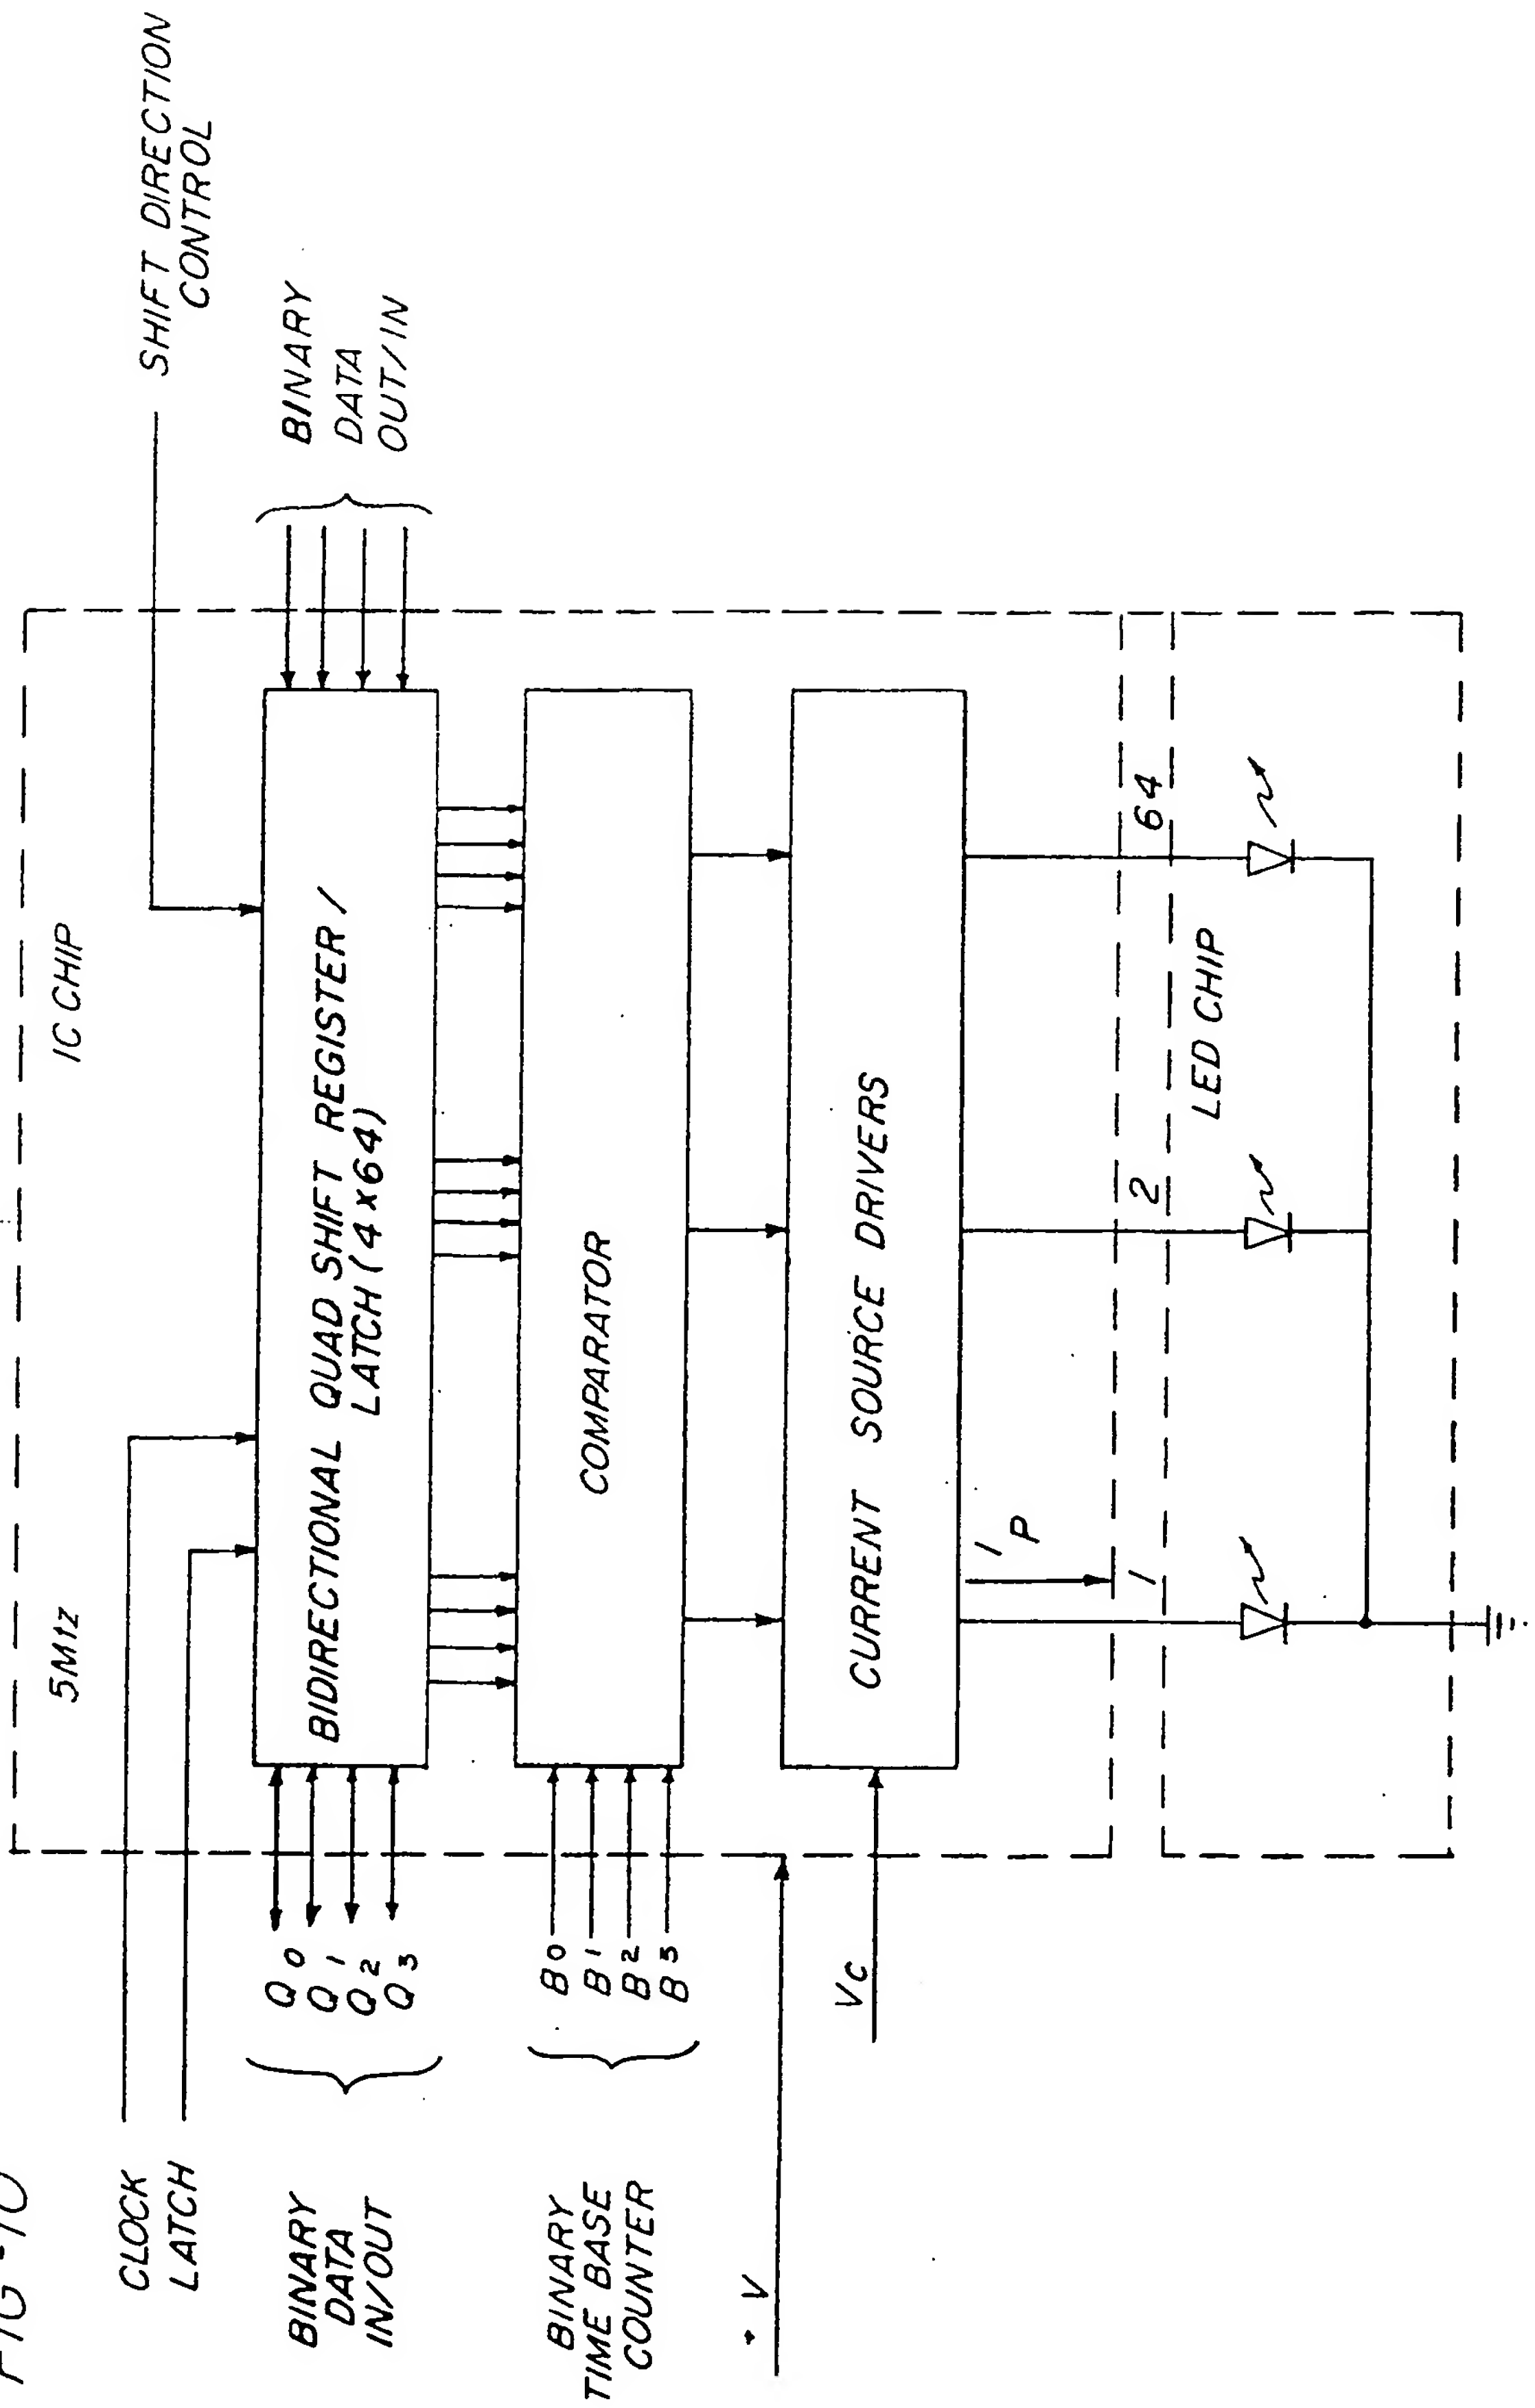 FIG-10
5Mtz
IC CHIP
SHIFT DIRECTION
CONTROL
CLOCK
LATCH
BINARY
DATA
IN/OUT
Q0
Q1
Q2
Q3
BIDIRECTIONAL QUAD SHIFT REGISTER/
LATCH (4x64)
BINARY
DATA
OUT/IN
BINARY
TIME BASE
COUNTER
B0
B1
B2
B3
COMPARATOR
+V
VC
CURRENT SOURCE DRIVERS
IP
1
2
64
LED CHIP